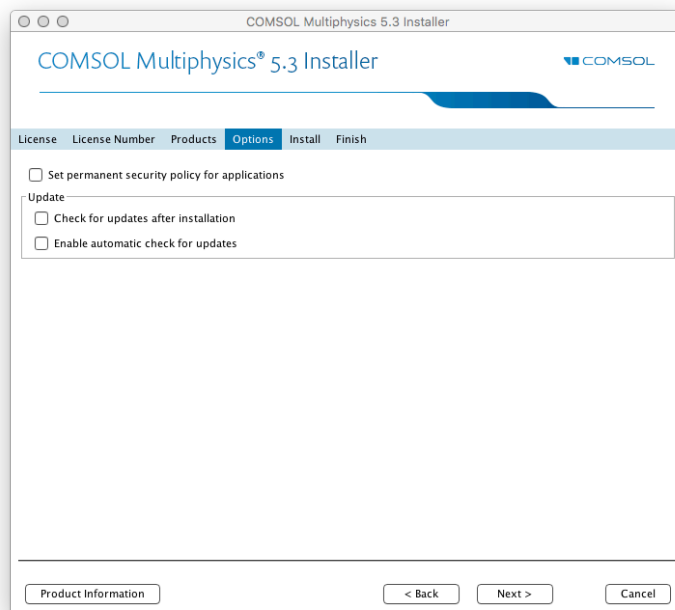 COMSOL Multiphysics 5.3 Installer
COMSOL Multiphysics® 5.3 Installer
COMSOL
License License Number Products Options Install Finish
Set permanent security policy for applications
Update
Check for updates after installation
Enable automatic check for updates
Product Information < Back Next > Cancel